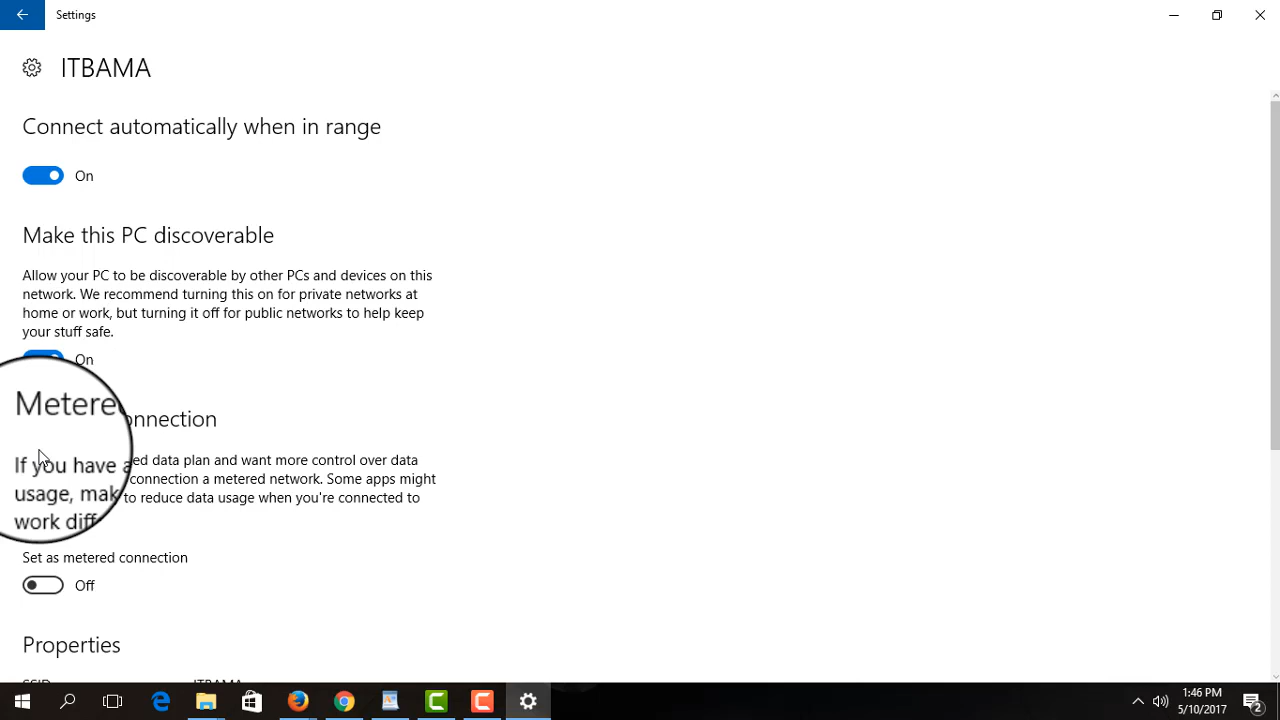 Settings
ITBAMA
Connect automatically when in range
On
Make this PC discoverable
Allow your PC to be discoverable by other PCs and devices on this
network. We recommend turning this on for private networks at
home or work, but turning it off for public networks to help keep
your stuff safe.
On
Metere onnection
If you have a ed data plan and want more control over data
usage, mak connection a metered network. Some apps might
work diff to reduce data usage when you're connected to
Set as metered connection
Off
Properties
SSID ITBAMA
1:46 PM
5/10/2017
2